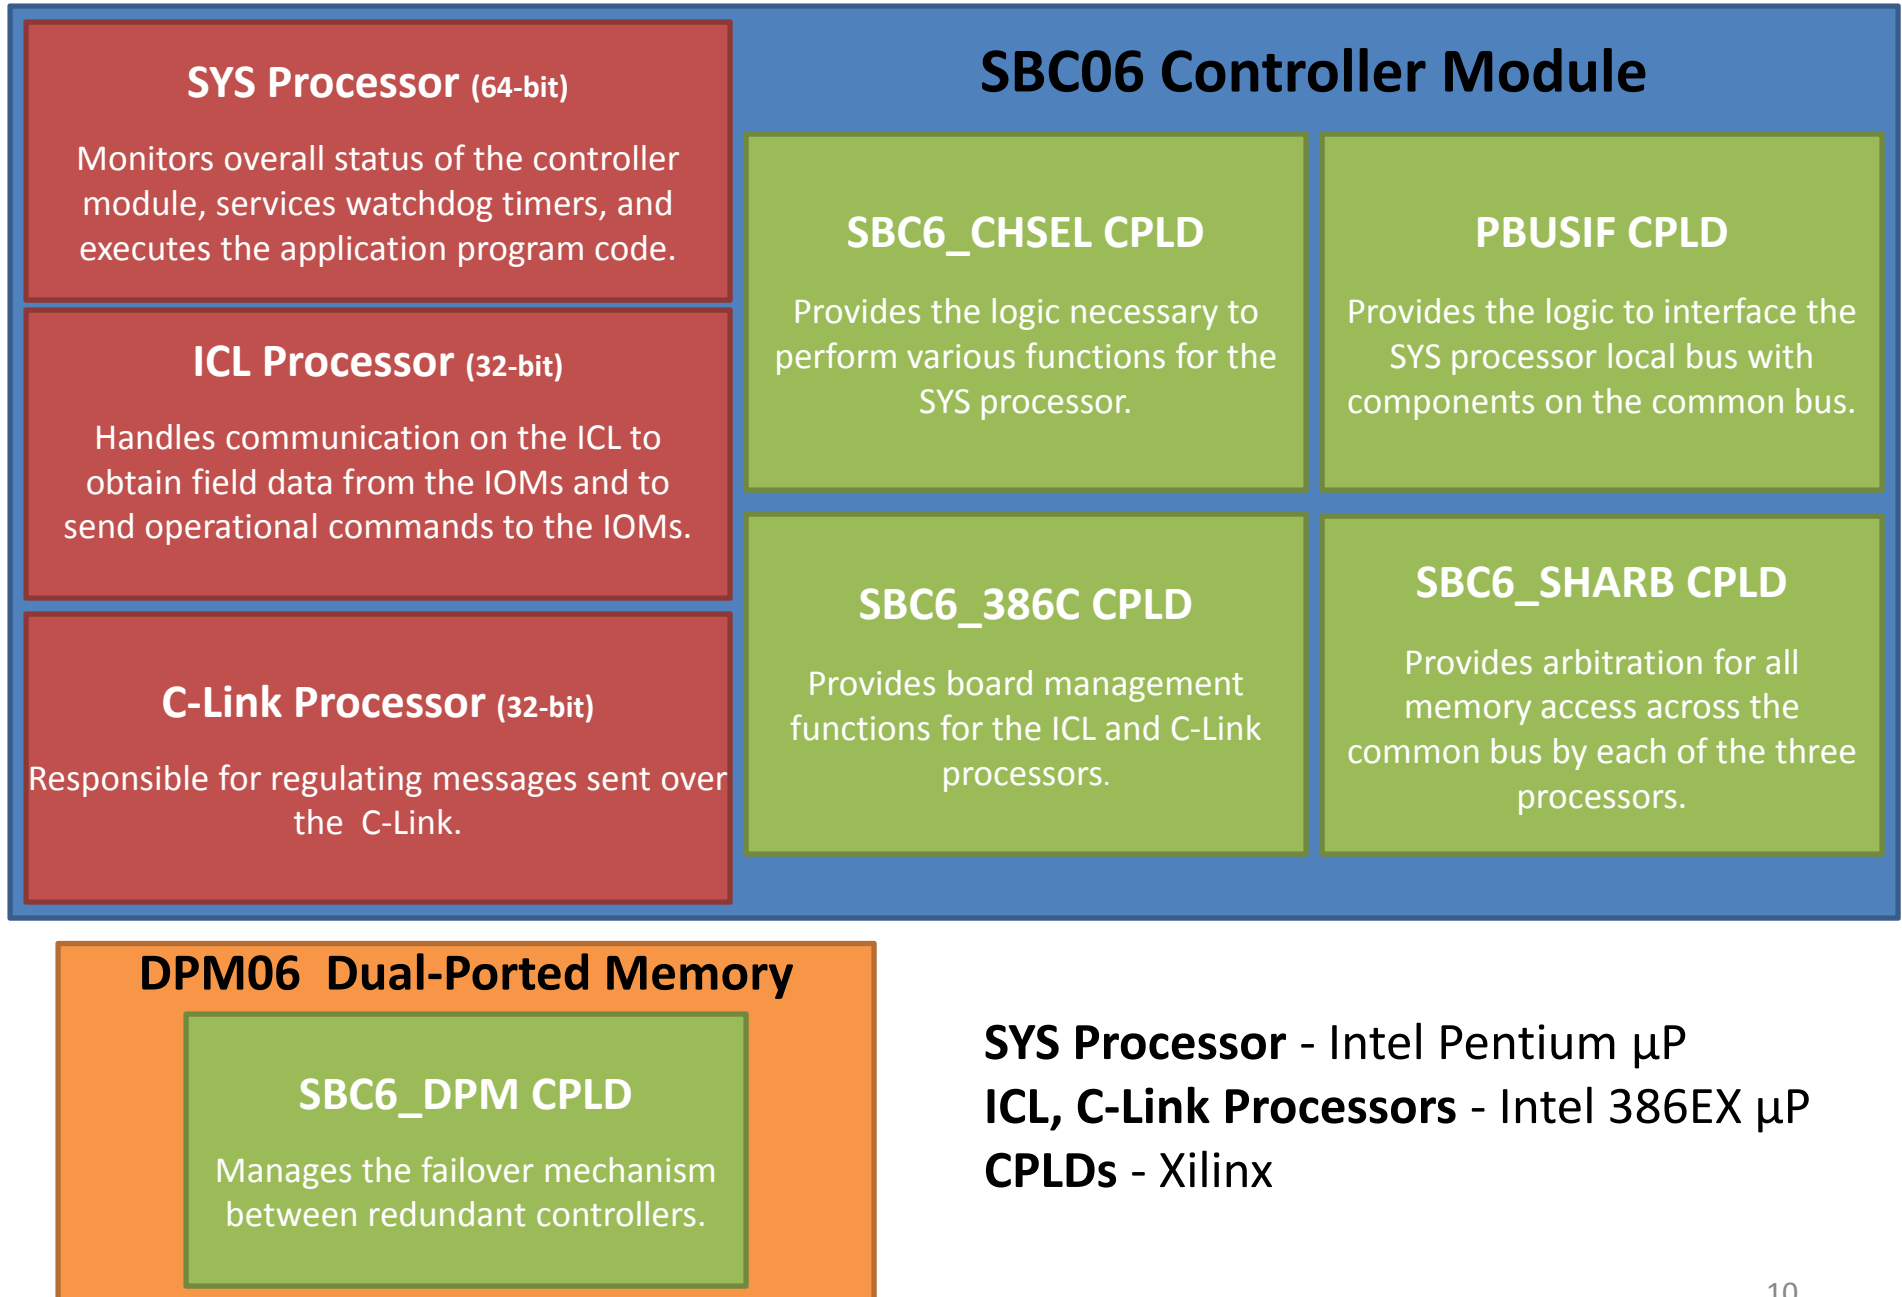 SYS Processor (64-bit)
Monitors overall status of the controller
module, services watchdog timers, and
executes the application program code.
ICL Processor (32-bit)
Handles communication on the ICL to
obtain field data from the IOMs and to
send operational commands to the IOMs.
C-Link Processor (32-bit)
Responsible for regulating messages sent over
the C-Link.
SBC06 Controller Module
SBC6_CHSEL CPLD
Provides the logic necessary to
perform various functions for the
SYS processor.
PBUSIF CPLD
Provides the logic to interface the
SYS processor local bus with
components on the common bus.
SBC6_386C CPLD
Provides board management
functions for the ICL and C-Link
processors.
SBC6_SHARB CPLD
Provides arbitration for all
memory access across the
common bus by each of the three
processors.
DPM06 Dual-Ported Memory
SBC6_DPM CPLD
Manages the failover mechanism
between redundant controllers.
SYS Processor - Intel Pentium µP
ICL, C-Link Processors - Intel 386EX µP
CPLDs - Xilinx
10